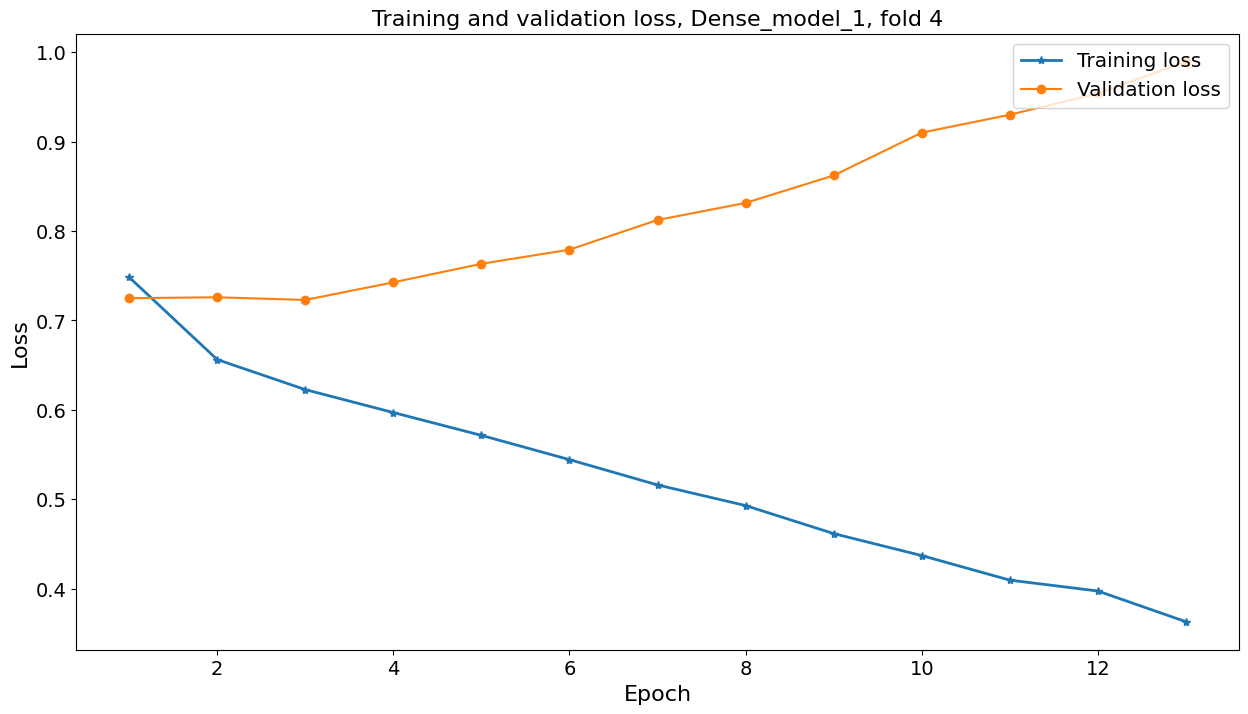 Training and validation loss, Dense_model_1, fold 4
Training loss
Validation loss
1.0
0.9
0.8
0.7
0.6
0.5
0.4
Loss
2 4 6 8 10 12
Epoch